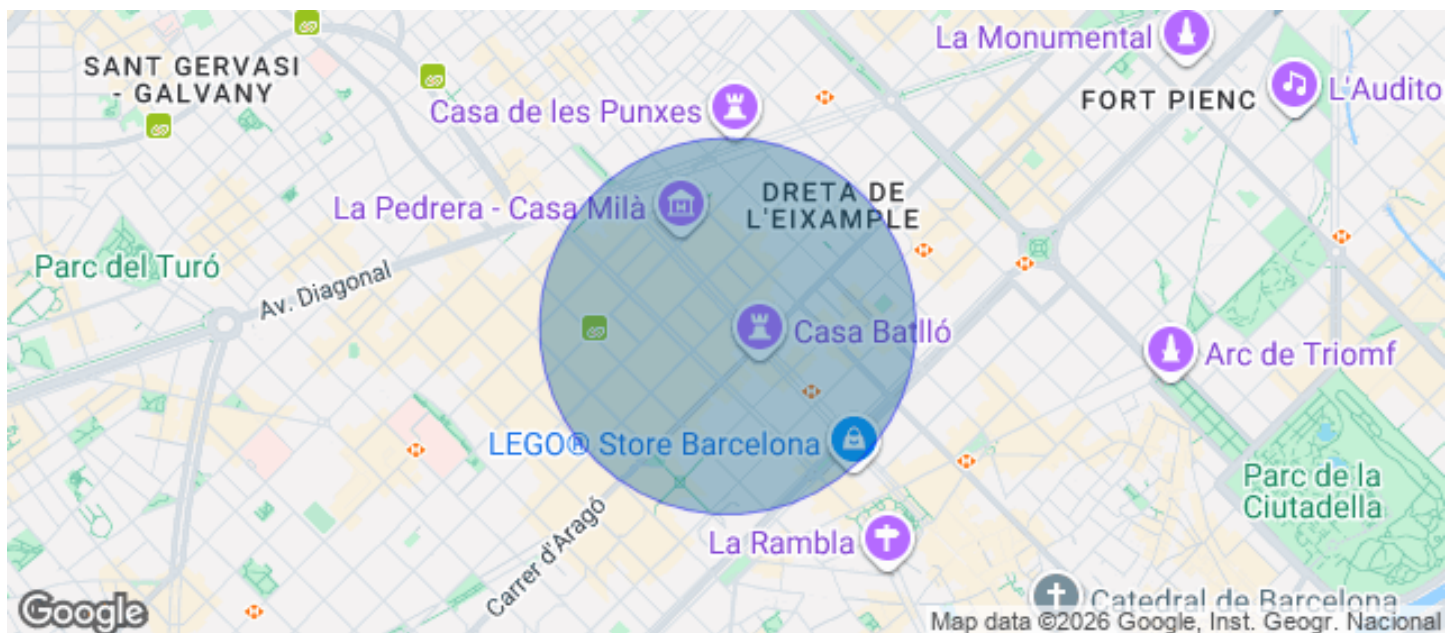 La Monumental
SANT GERVASI
- GALVANY
L'Audito
FORT PIENC
Casa de les Punxes
DRETA DE
L'EIXAMPLE
La Pedrera - Casa Milà
Parc del Turó
Av. Diagonal
Casa Batlló
Arc de Triomf
LEGO® Store Barcelona
Parc de la
Ciutadella
Carrer d'Aragó
La Rambla
Catedral de Barcelona
Google
Map data ©2026 Google, Inst. Geogr. Nacional